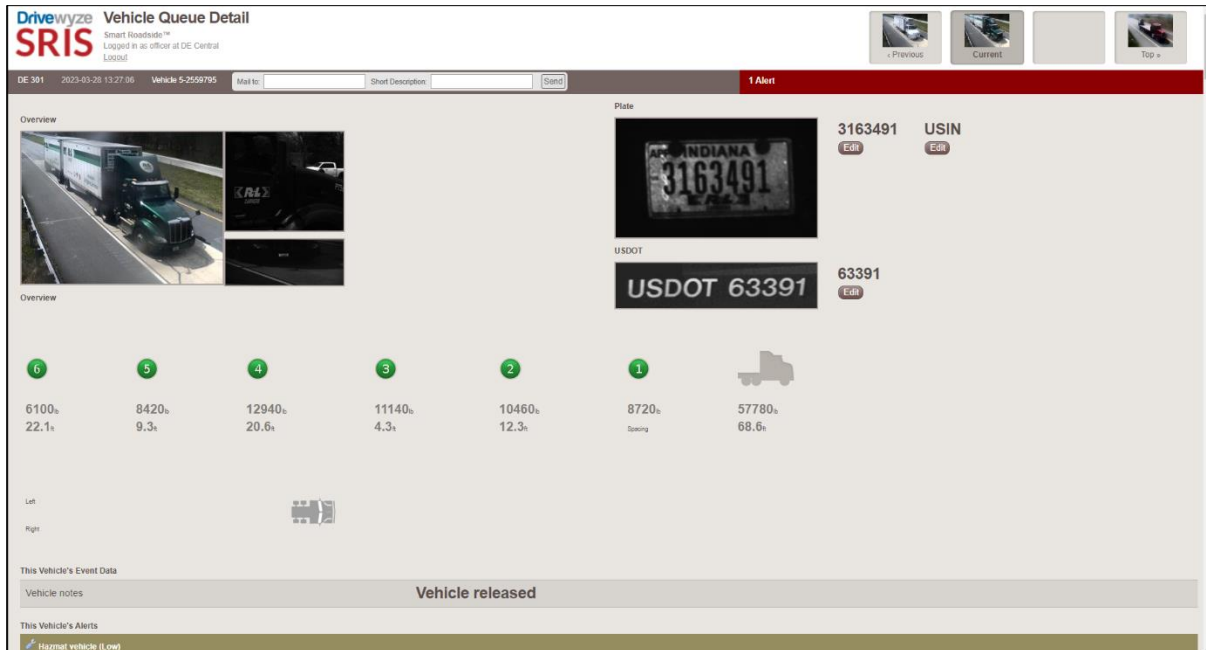 Drivewyze
SRIS
Vehicle Queue Detail
Smart Roadside™
Logged in as officer at DE Central
Logout
‹ Previous
Current
Top »
DE 301 2023-03-28 13:27:06 Vehicle 5-2559795 Mail to: Short Description: Send
1 Alert
Overview
R+L
Overview
Plate
INDIANA
3163491
R+L
3163491 USIN
Edit Edit
USDOT
USDOT 63391
63391
Edit
6 5 4 3 2 1
6100lb 8420lb 12940lb 11140lb 10460lb 8720lb 57780lb
22.1ft 9.3ft 20.6ft 4.3ft 12.3ft Spacing 68.6ft
Left
Right
This Vehicle's Event Data
Vehicle notes Vehicle released
This Vehicle's Alerts
Hazmat vehicle (Low)